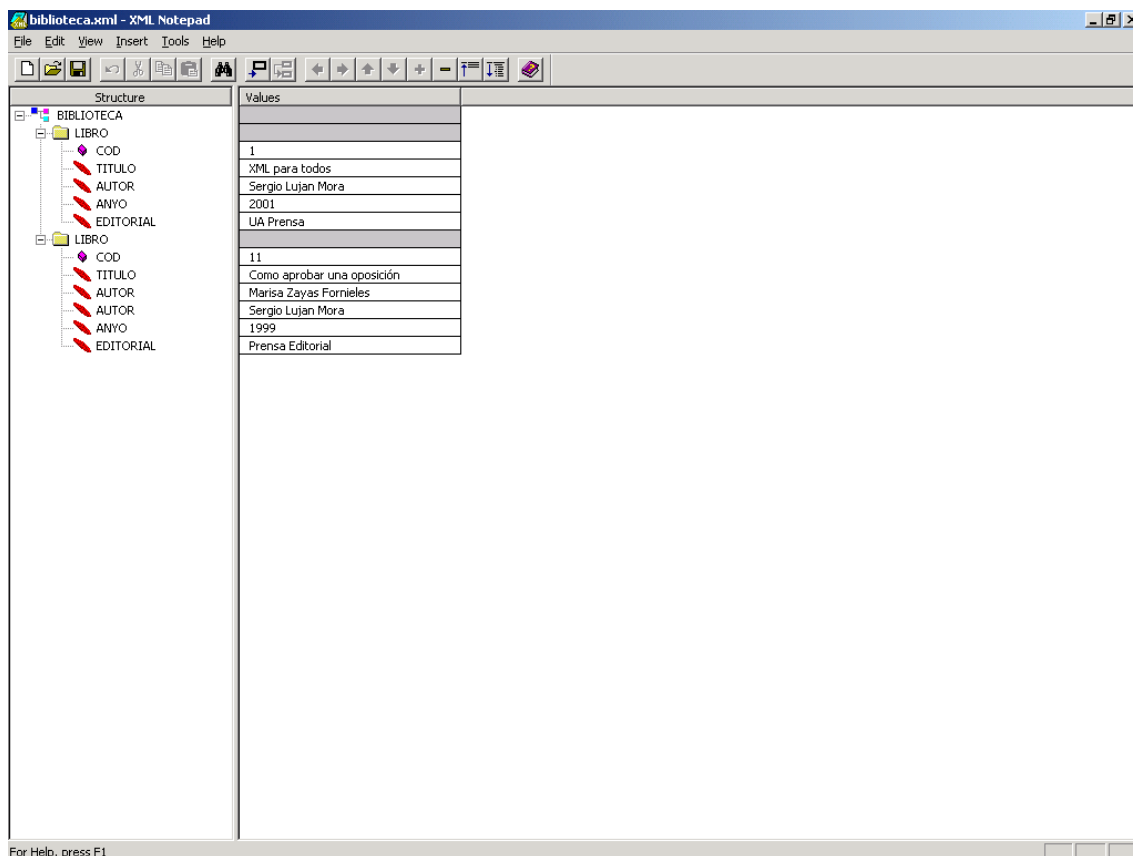 biblioteca.xml - XML Notepad
File Edit View Insert Tools Help
Structure Values
BIBLIOTECA
LIBRO
COD 1
TITULO XML para todos
AUTOR Sergio Lujan Mora
ANYO 2001
EDITORIAL UA Prensa
LIBRO
COD 11
TITULO Como aprobar una oposición
AUTOR Marisa Zayas Fornieles
AUTOR Sergio Lujan Mora
ANYO 1999
EDITORIAL Prensa Editorial
For Help, press F1